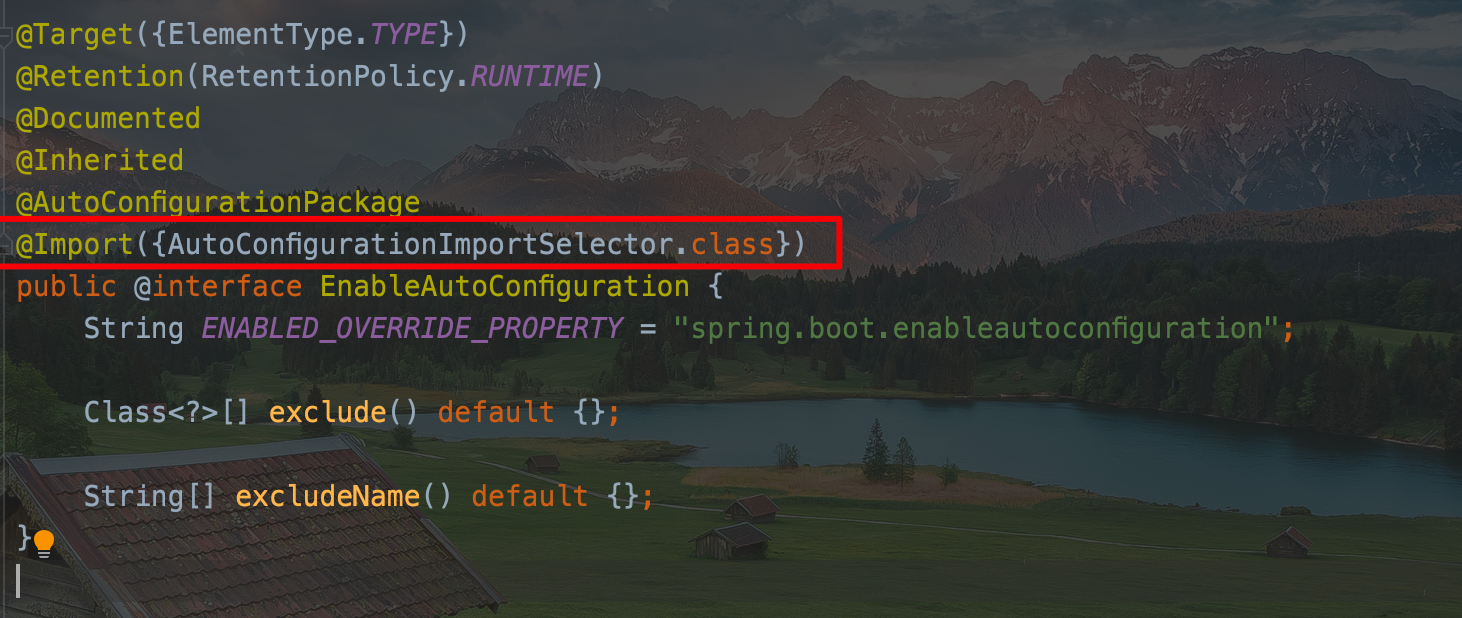 @Target({ElementType.TYPE})
@Retention(RetentionPolicy.RUNTIME)
@Documented
@Inherited
@AutoConfigurationPackage
@Import({AutoConfigurationImportSelector.class})
public @interface EnableAutoConfiguration {
    String ENABLED_OVERRIDE_PROPERTY = "spring.boot.enableautoconfiguration";
    Class<?>[] exclude() default {};
    String[] excludeName() default {};
}